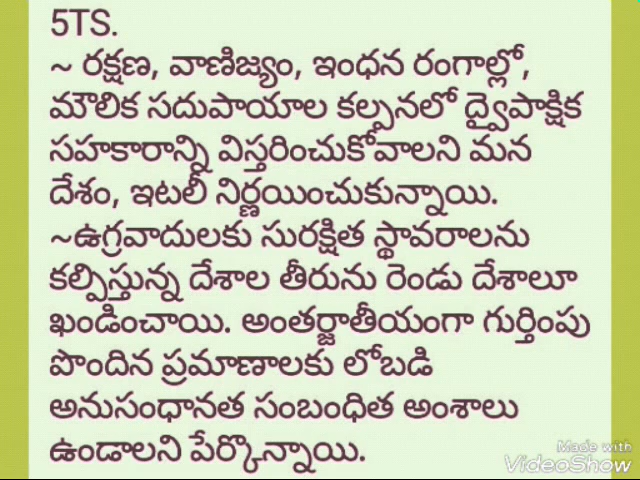 5TS.
~ రక్షణ, వాణిజ్యం, ఇంధన రంగాల్లో,
మౌలిక సదుపాయాల కల్పనలో ద్వైపాక్షిక
సహకారాన్ని విస్తరించుకోవాలని మన
దేశం, ఇటలీ నిర్ణయించుకున్నాయి.
~ఉగ్రవాదులకు సురక్షిత స్థావరాలను
కల్పిస్తున్న దేశాల తీరును రెండు దేశాలూ
ఖండించాయి. అంతర్జాతీయంగా గుర్తింపు
పొందిన ప్రమాణాలకు లోబడి
అనుసంధానత సంబంధిత అంశాలు
ఉండాలని పేర్కొన్నాయి.
Made with
VideoShow